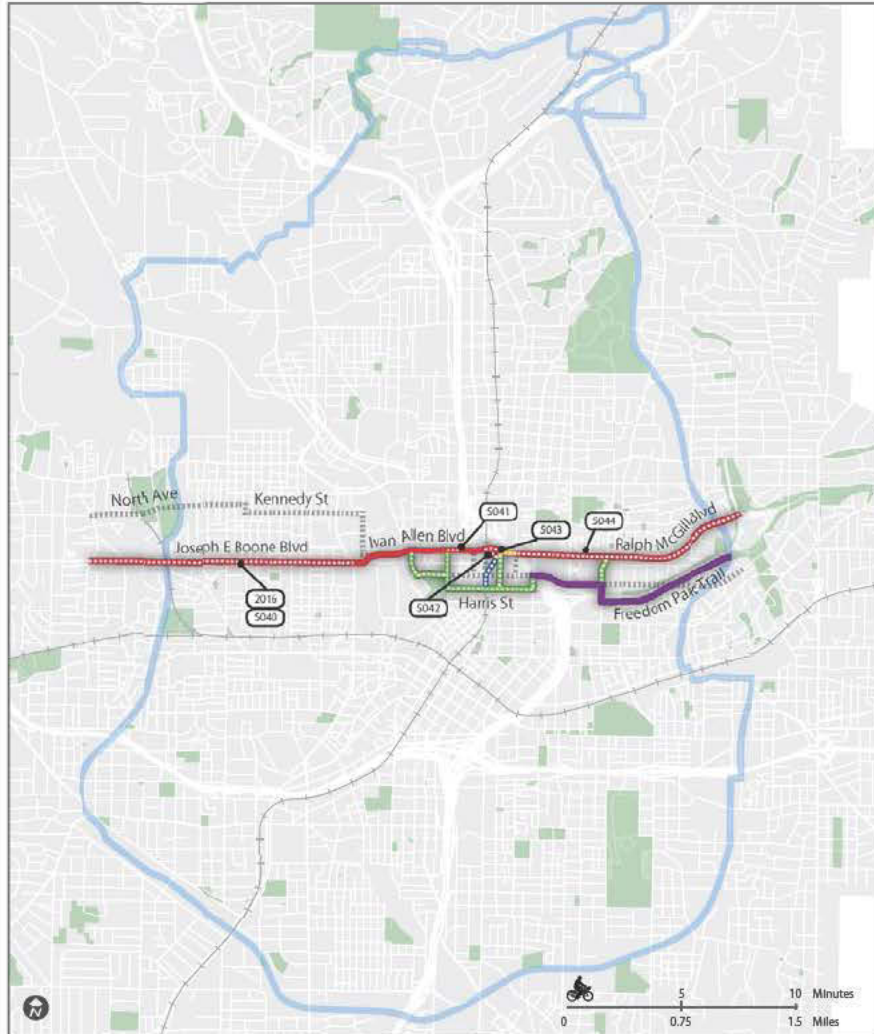 North Ave
Kennedy St
S041
S043
S044
Ivan Allen Blvd
Ralph McGill Blvd
Joseph E Boone Blvd
2016
S040
S042
Harris St
Freedom Park Trail
N
5 10 Minutes
0 0.75 1.5 Miles